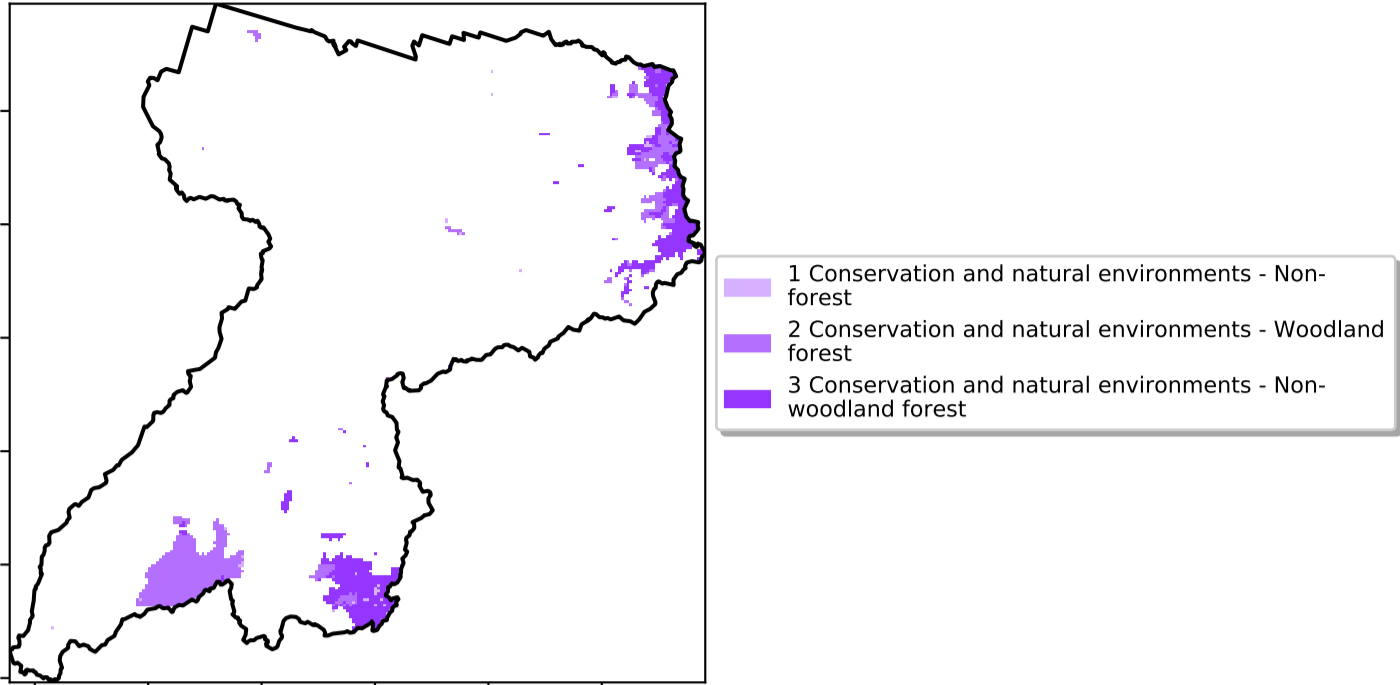 1 Conservation and natural environments - Non-
forest
2 Conservation and natural environments - Woodland
forest
3 Conservation and natural environments - Non-
woodland forest